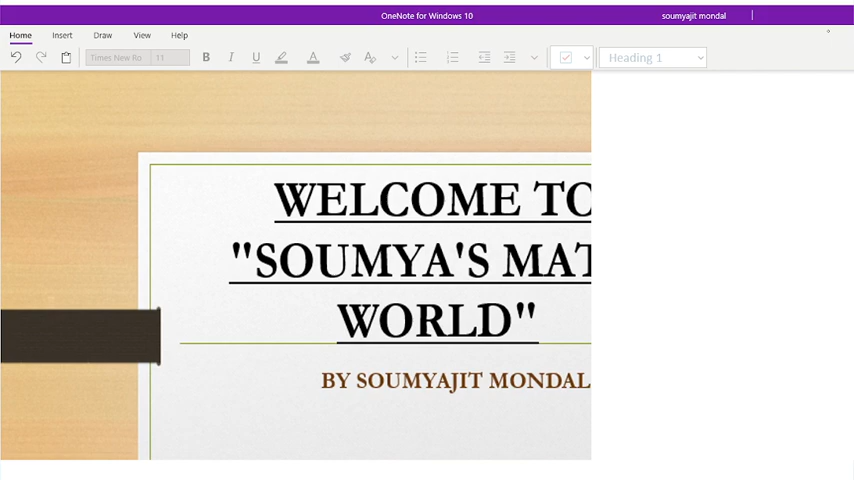 OneNote for Windows 10
soumyajit mondal
Home Insert Draw View Help
Times New Ro 11 B I U A A Heading 1
WELCOME TO
"SOUMYA'S MAT
WORLD"
BY SOUMYAJIT MONDAL